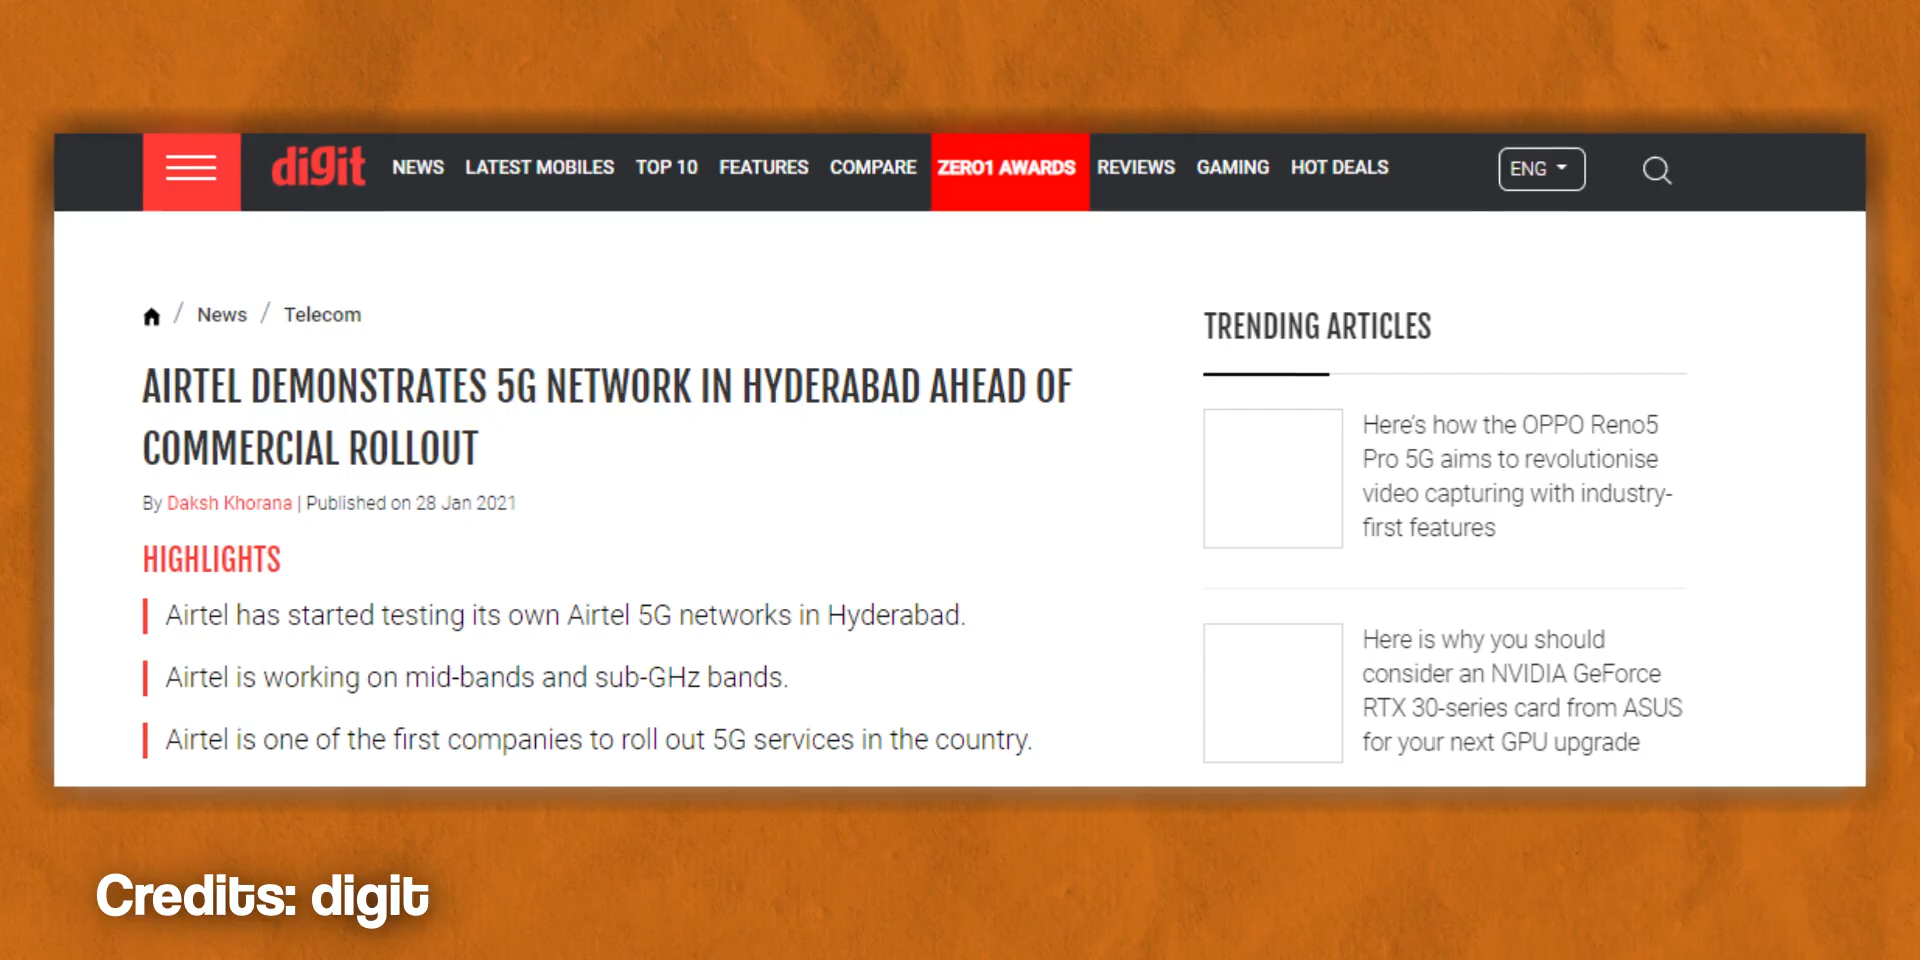 digit NEWS LATEST MOBILES TOP 10 FEATURES COMPARE ZERO1 AWARDS REVIEWS GAMING HOT DEALS ENG
/ News / Telecom
AIRTEL DEMONSTRATES 5G NETWORK IN HYDERABAD AHEAD OF
COMMERCIAL ROLLOUT
By Daksh Khorana | Published on 28 Jan 2021
HIGHLIGHTS
Airtel has started testing its own Airtel 5G networks in Hyderabad.
Airtel is working on mid-bands and sub-GHz bands.
Airtel is one of the first companies to roll out 5G services in the country.
TRENDING ARTICLES
Here's how the OPPO Reno5
Pro 5G aims to revolutionise
video capturing with industry-
first features
Here is why you should
consider an NVIDIA GeForce
RTX 30-series card from ASUS
for your next GPU upgrade
Credits: digit